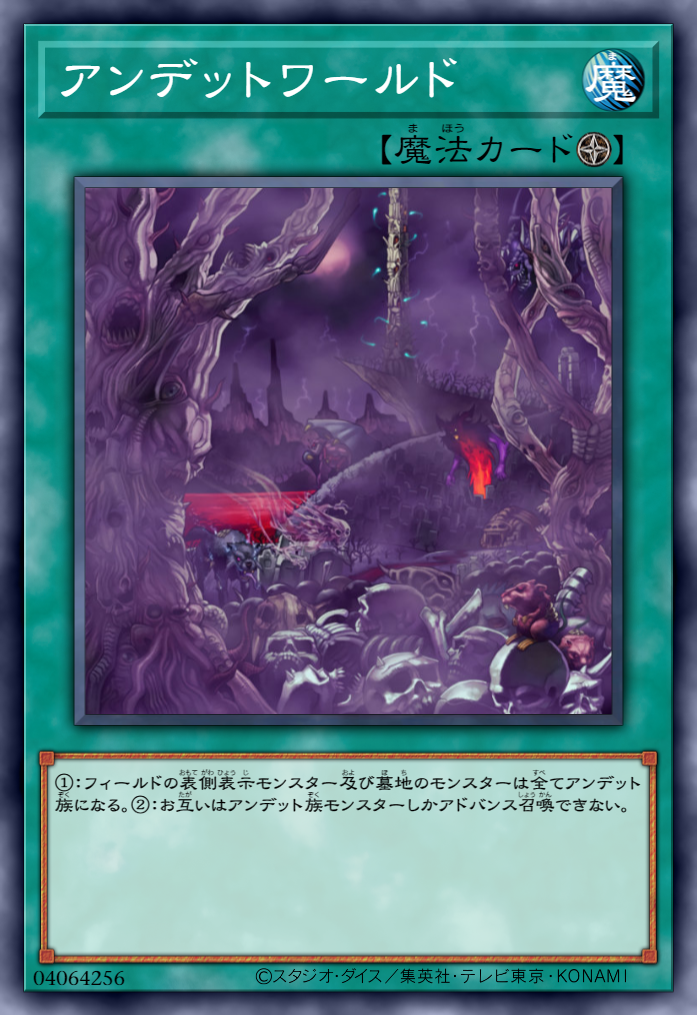 アンデットワールド
魔
【魔法カード】
①:フィールドの表側表示モンスター及び墓地のモンスターは全てアンデット
族になる。②:お互いはアンデット族モンスターしかアドバンス召喚できない。
04064256 ©スタジオ・ダイス／集英社・テレビ東京・KONAMI